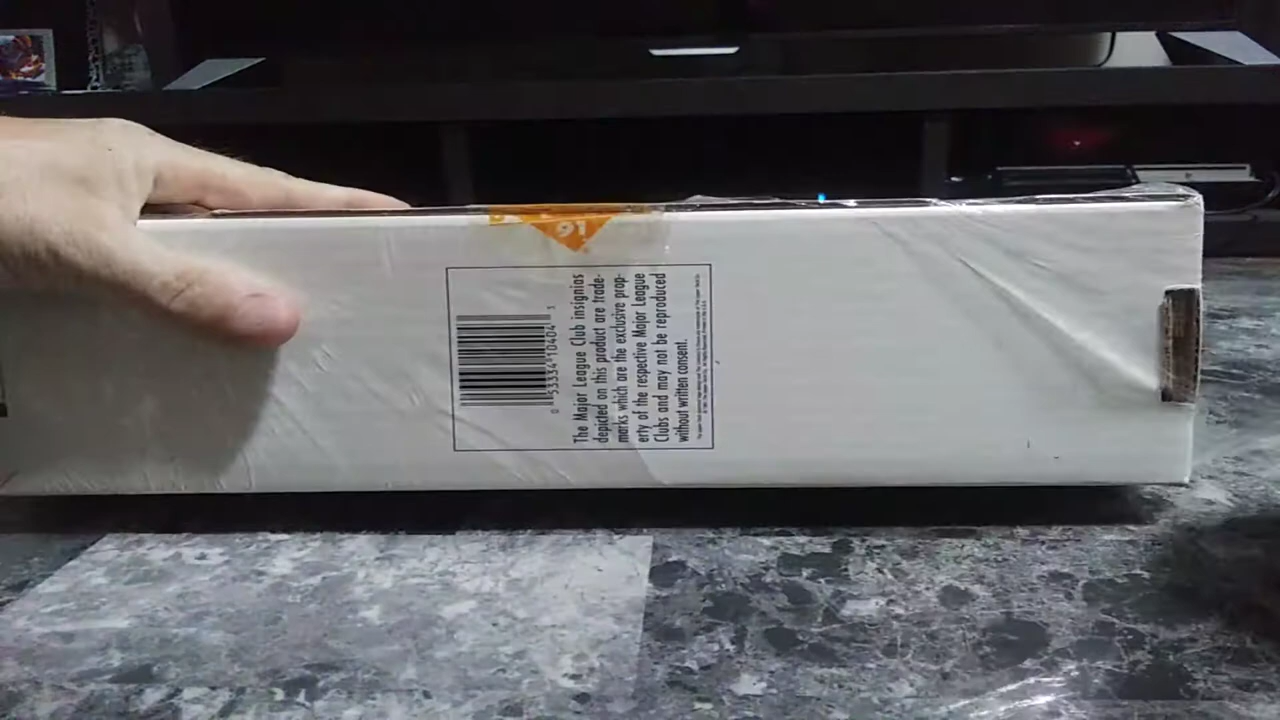 91
The Major League Club insignias
depicted on this product are trade-
marks which are the exclusive prop-
erty of the respective Major League
Clubs and may not be reproduced
without written consent.
0 53334 10404 1